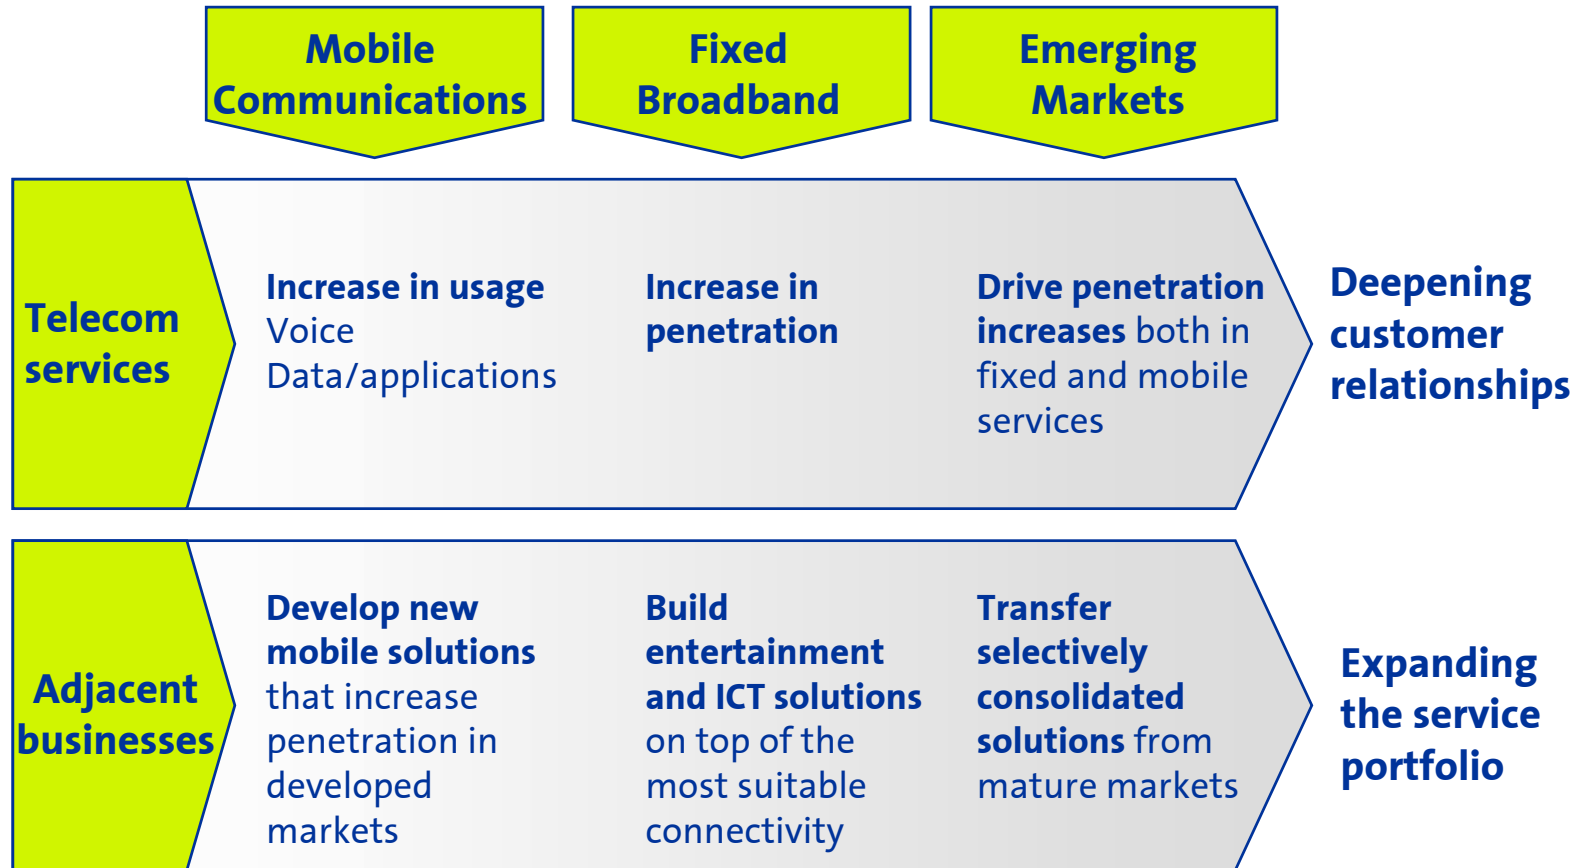 Mobile
Communications
Fixed
Broadband
Emerging
Markets
Telecom
services
Increase in usage
Voice
Data/applications
Increase in
penetration
Drive penetration
increases both in
fixed and mobile
services
Deepening
customer
relationships
Adjacent
businesses
Develop new
mobile solutions
that increase
penetration in
developed
markets
Build
entertainment
and ICT solutions
on top of the
most suitable
connectivity
Transfer
selectively
consolidated
solutions from
mature markets
Expanding
the service
portfolio